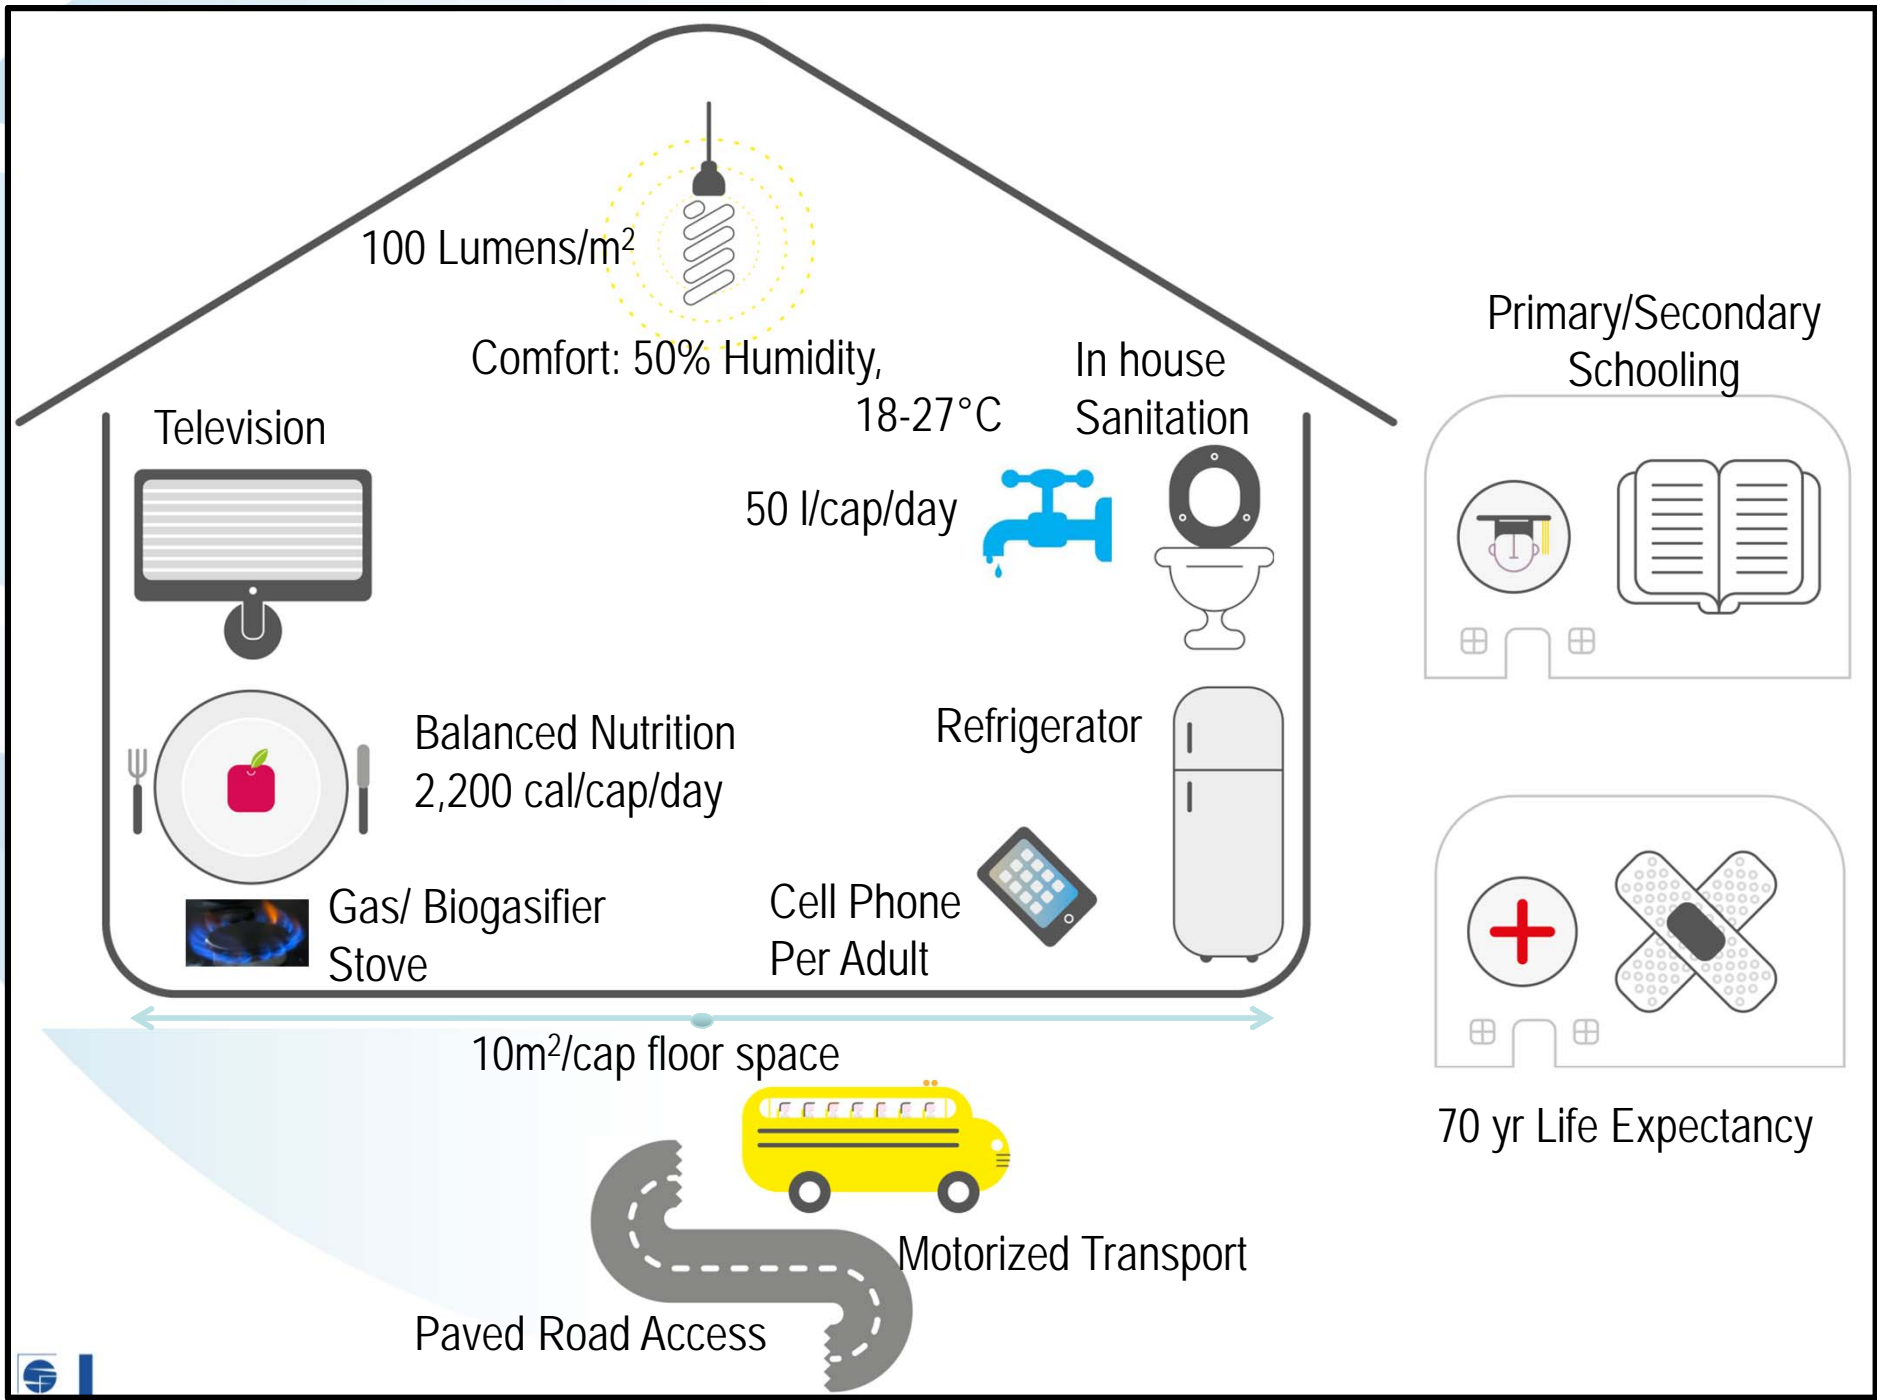 100 Lumens/m²
Comfort: 50% Humidity,
18-27°C
In house
Sanitation
Television
50 l/cap/day
Balanced Nutrition
2,200 cal/cap/day
Refrigerator
Gas/ Biogasifier
Stove
Cell Phone
Per Adult
10m²/cap floor space
Motorized Transport
Paved Road Access
Primary/Secondary
Schooling
70 yr Life Expectancy